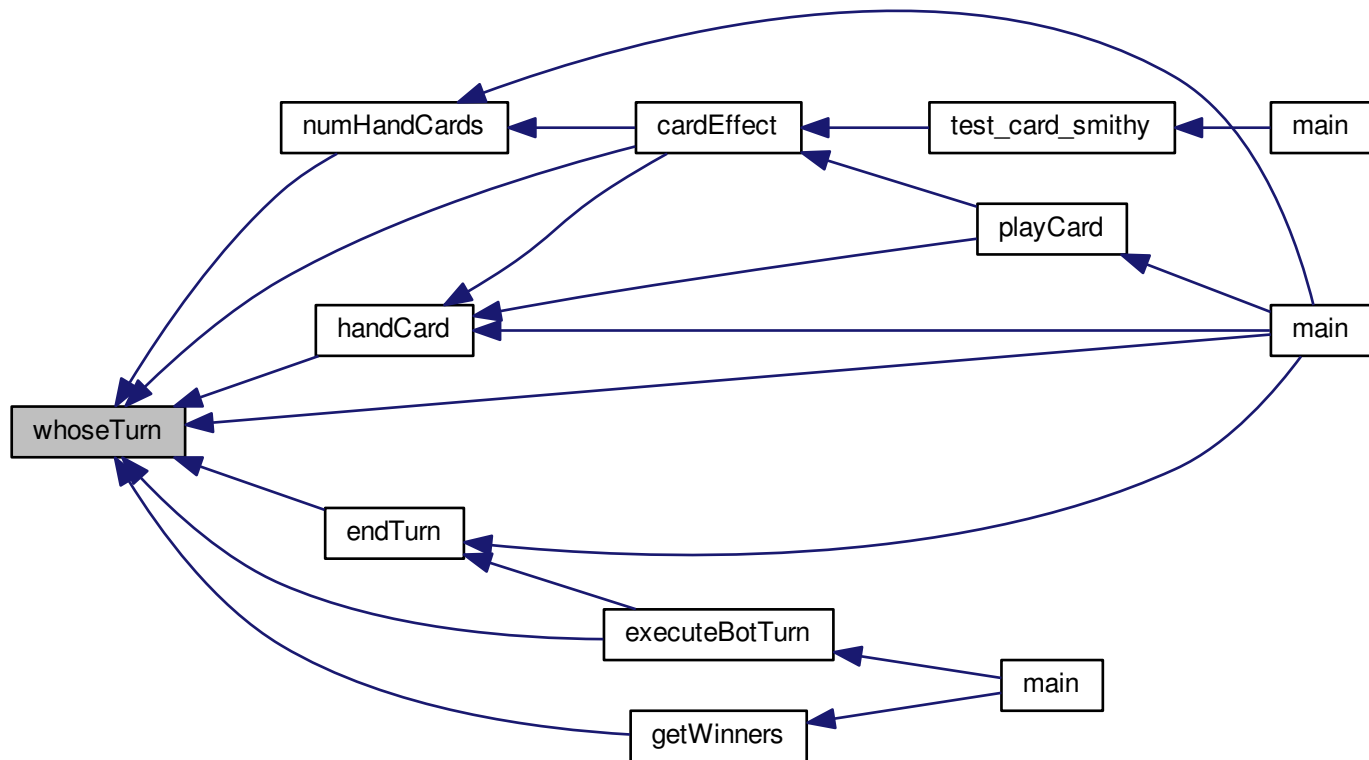 numHandCards
cardEffect
test_card_smithy
main
playCard
handCard
main
whoseTurn
endTurn
executeBotTurn
main
getWinners